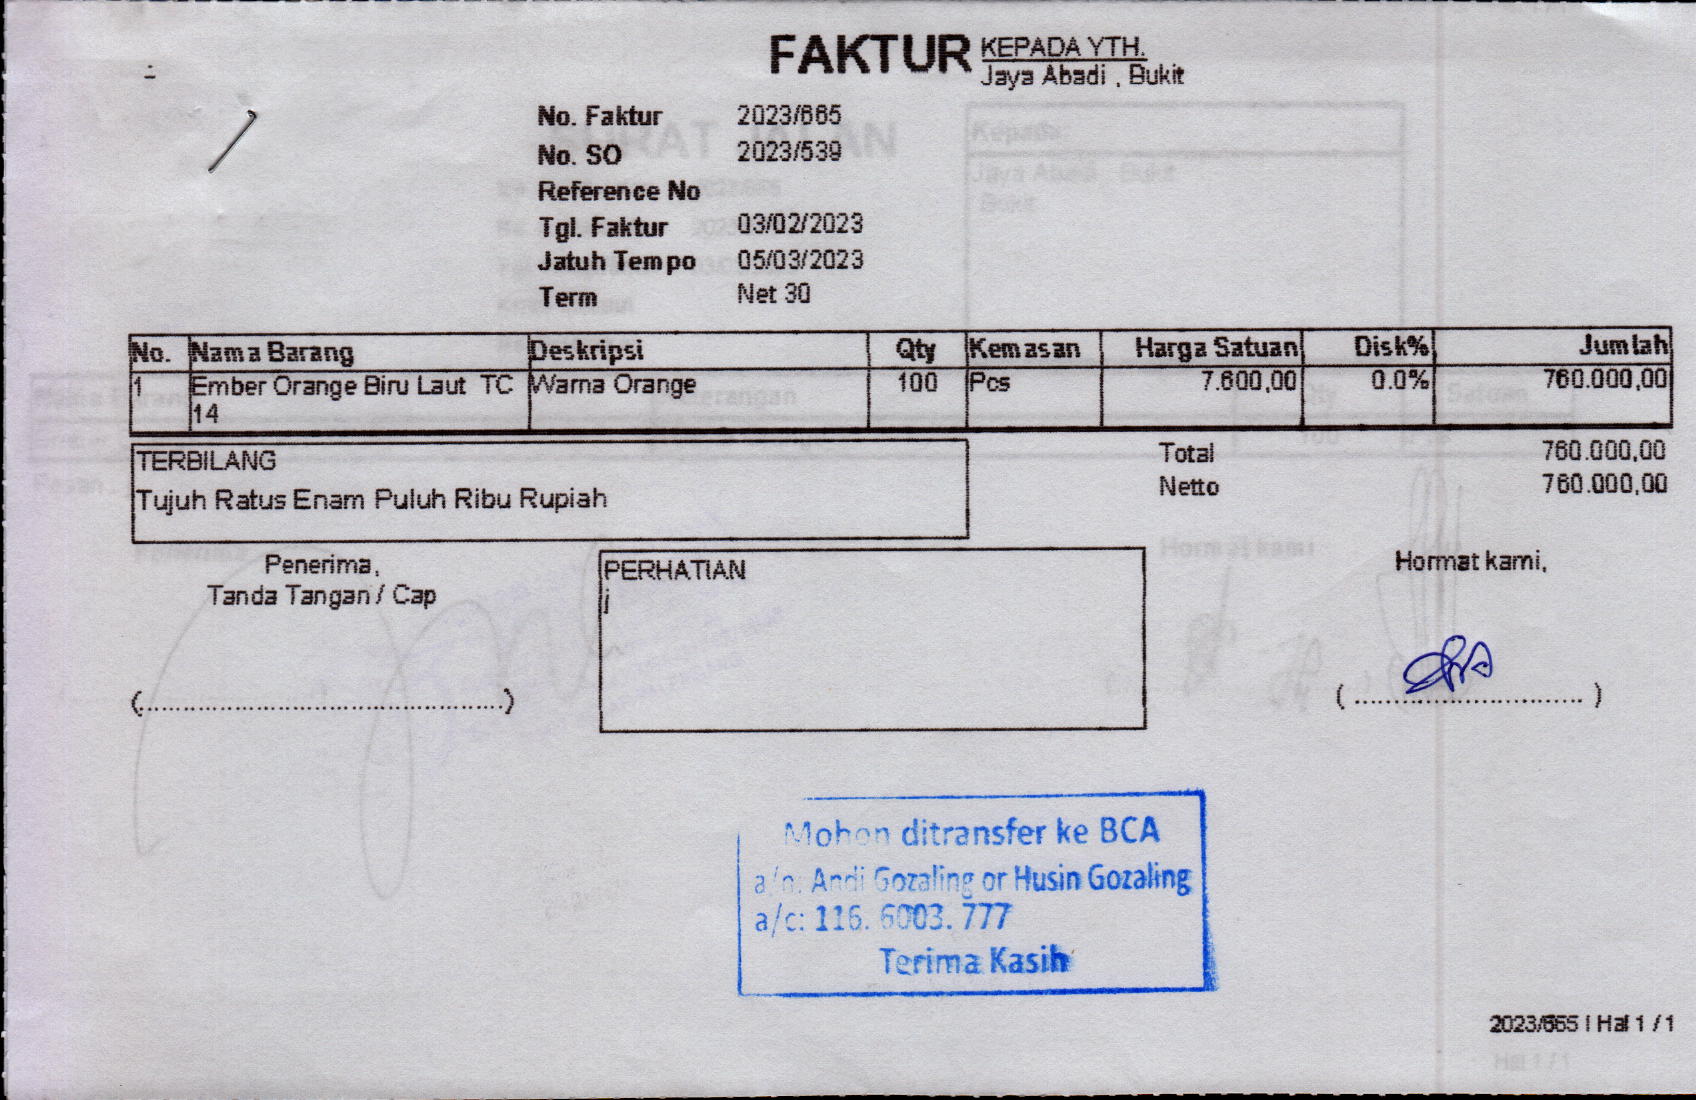 FAKTUR
KEPADA YTH.
Jaya Abadi , Bukit
No. Faktur 2023/665
No. SO 2023/539
Reference No
Tgl. Faktur 03/02/2023
Jatuh Tempo 05/03/2023
Term Net 30
No. Nama Barang Deskripsi Qty Kemasan Harga Satuan Disk% Jumlah
1 Ember Orange Biru Laut TC Warna Orange 100 Pcs 7.600,00 0.0% 760.000,00
14
TERBILANG
Tujuh Ratus Enam Puluh Ribu Rupiah
Total 760.000,00
Netto 760.000,00
Penerima,
Tanda Tangan / Cap
(..................................................)
PERHATIAN
j
Hormat kami,
( .............................. )
Mohon ditransfer ke BCA
a/n: Andi Gozaling or Husin Gozaling
a/c: 116. 6003. 777
Terima Kasih
2023/665 | Hal 1 / 1